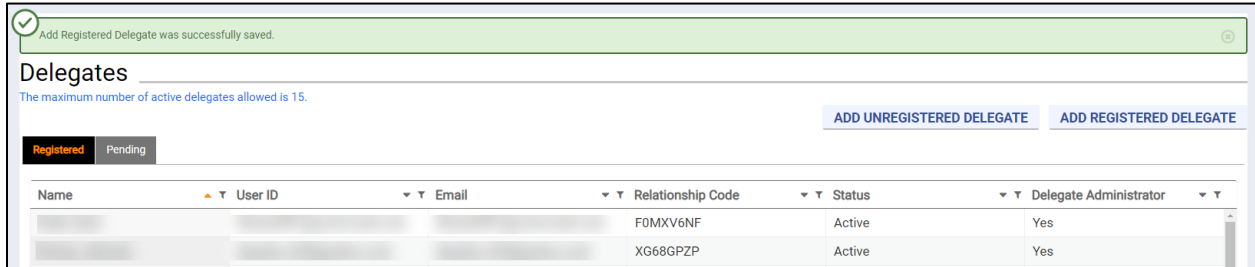 Add Registered Delegate was successfully saved.
Delegates
The maximum number of active delegates allowed is 15.
ADD UNREGISTERED DELEGATE ADD REGISTERED DELEGATE
Registered Pending
Name User ID Email Relationship Code Status Delegate Administrator
F0MXV6NF Active Yes
XG68GPZP Active Yes